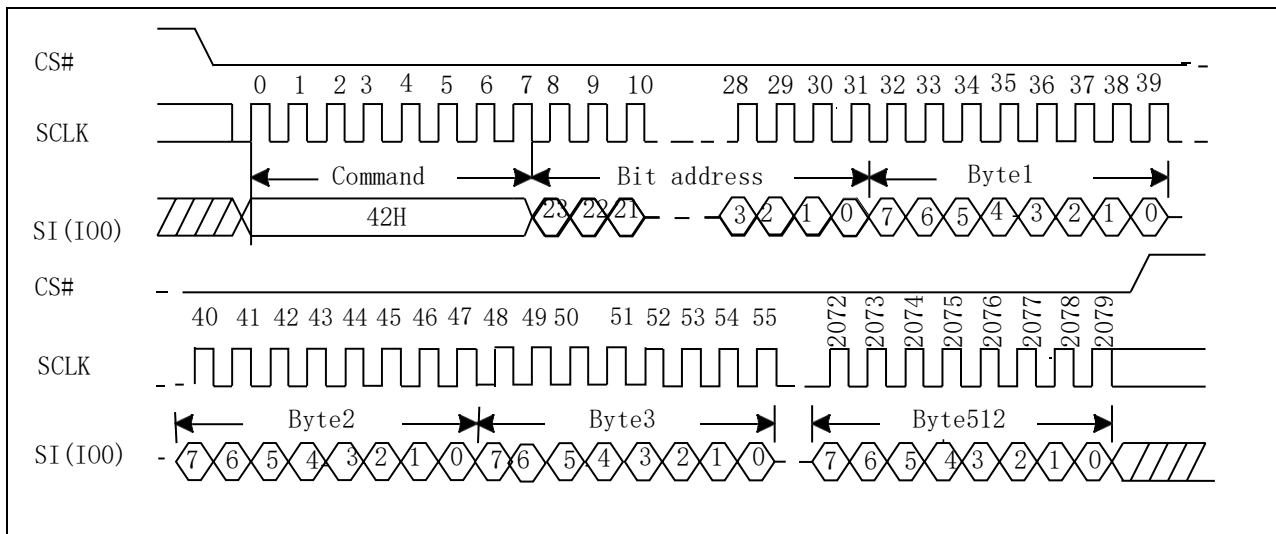 CS#
0 1 2 3 4 5 6 7 8 9 10 28 29 30 31 32 33 34 35 36 37 38 39
SCLK
Command Bit address Byte1
SI(IO0) 42H 23 22 21 3 2 1 0 7 6 5 4 3 2 1 0
CS#
40 41 42 43 44 45 46 47 48 49 50 51 52 53 54 55 2072 2073 2074 2075 2076 2077 2078 2079
SCLK
Byte2 Byte3 Byte512
SI(IO0) 7 6 5 4 3 2 1 0 7 6 5 4 3 2 1 0 7 6 5 4 3 2 1 0